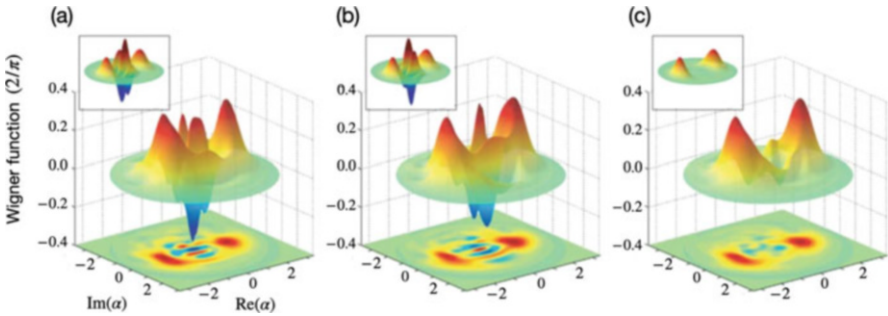 (a) (b) (c)
Wigner function (2/π)
0.4 0.4 0.4
0.2 0.2 0.2
0.0 0.0 0.0
−0.2 −0.2 −0.2
−0.4 −0.4 −0.4
−2 −2 −2
0 2 0 2 0 2
2 0 2 0 2 0
−2 −2 −2
Im(α) Re(α)